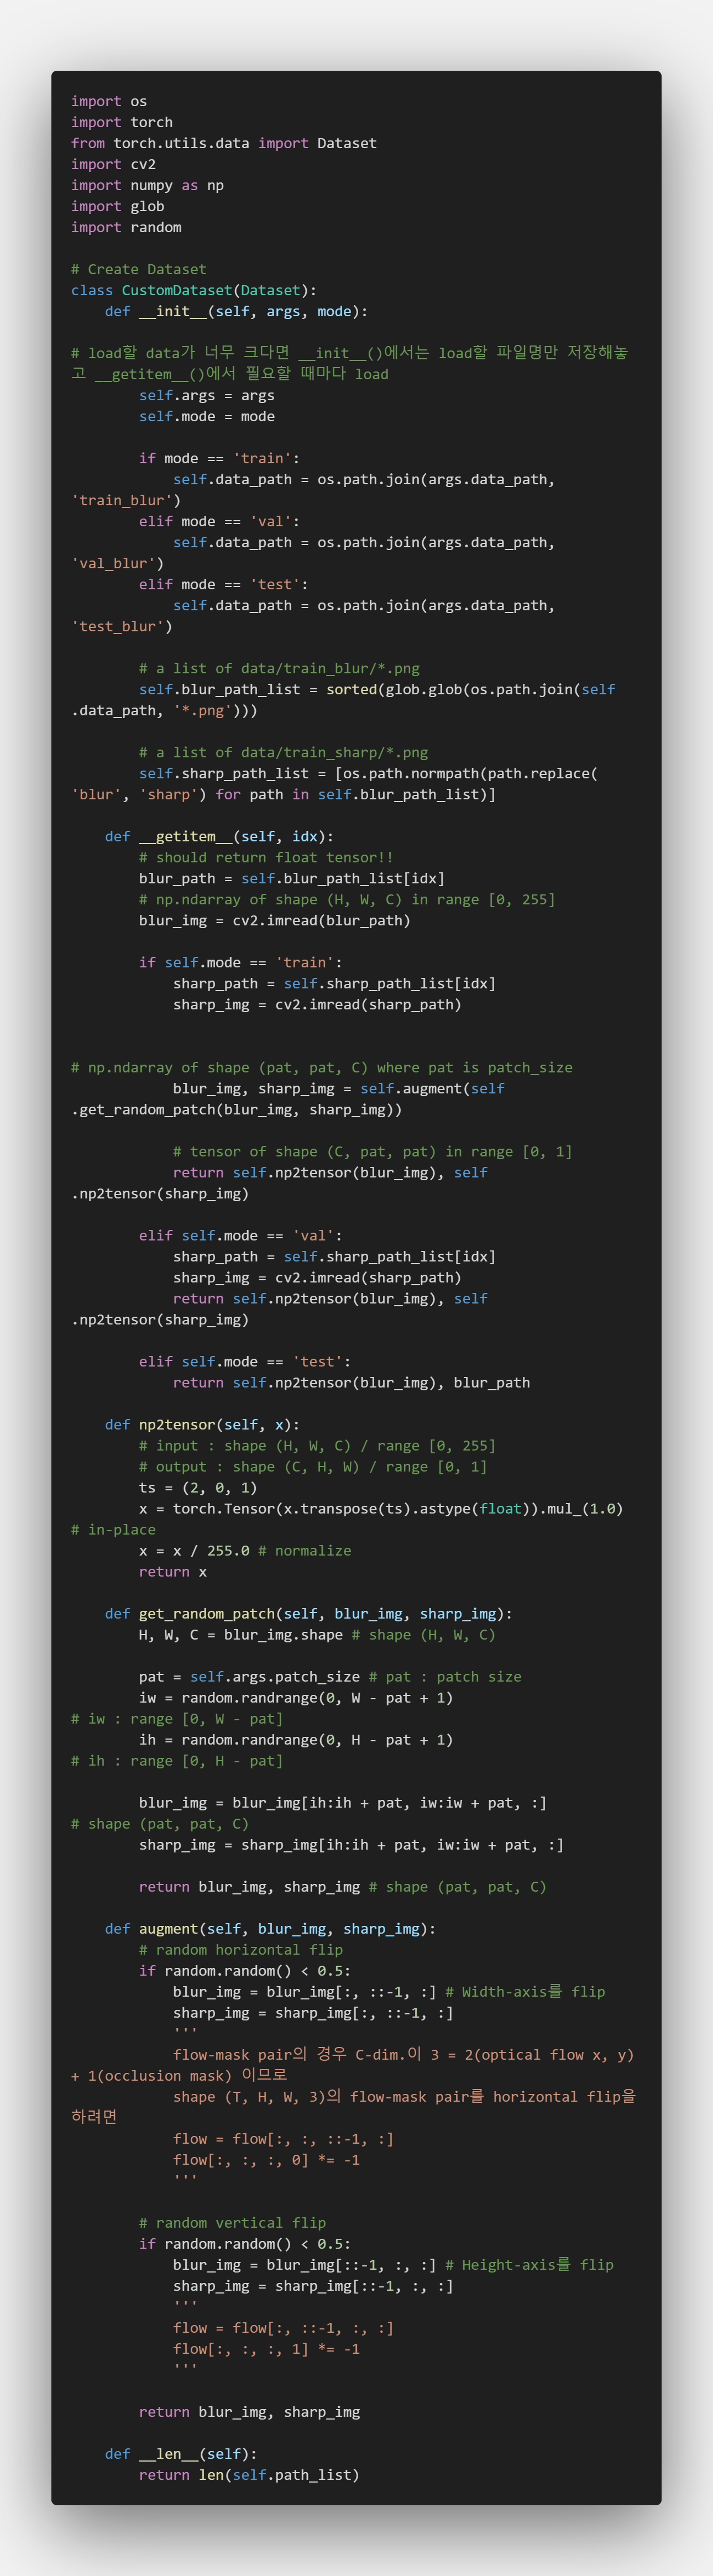 import os
import torch
from torch.utils.data import Dataset
import cv2
import numpy as np
import glob
import random

# Create Dataset
class CustomDataset(Dataset):
    def __init__(self, args, mode):

# load할 data가 너무 크다면 __init__()에서는 load할 파일명만 저장해놓
고 __getitem__()에서 필요할 때마다 load
        self.args = args
        self.mode = mode

        if mode == 'train':
            self.data_path = os.path.join(args.data_path,
'train_blur')
        elif mode == 'val':
            self.data_path = os.path.join(args.data_path,
'val_blur')
        elif mode == 'test':
            self.data_path = os.path.join(args.data_path,
'test_blur')

        # a list of data/train_blur/*.png
        self.blur_path_list = sorted(glob.glob(os.path.join(self
.data_path, '*.png')))

        # a list of data/train_sharp/*.png
        self.sharp_path_list = [os.path.normpath(path.replace(
'blur', 'sharp') for path in self.blur_path_list)]

    def __getitem__(self, idx):
        # should return float tensor!!
        blur_path = self.blur_path_list[idx]
        # np.ndarray of shape (H, W, C) in range [0, 255]
        blur_img = cv2.imread(blur_path)

        if self.mode == 'train':
            sharp_path = self.sharp_path_list[idx]
            sharp_img = cv2.imread(sharp_path)


# np.ndarray of shape (pat, pat, C) where pat is patch_size
            blur_img, sharp_img = self.augment(self
.get_random_patch(blur_img, sharp_img))

            # tensor of shape (C, pat, pat) in range [0, 1]
            return self.np2tensor(blur_img), self
.np2tensor(sharp_img)

        elif self.mode == 'val':
            sharp_path = self.sharp_path_list[idx]
            sharp_img = cv2.imread(sharp_path)
            return self.np2tensor(blur_img), self
.np2tensor(sharp_img)

        elif self.mode == 'test':
            return self.np2tensor(blur_img), blur_path

    def np2tensor(self, x):
        # input : shape (H, W, C) / range [0, 255]
        # output : shape (C, H, W) / range [0, 1]
        ts = (2, 0, 1)
        x = torch.Tensor(x.transpose(ts).astype(float)).mul_(1.0)
# in-place
        x = x / 255.0 # normalize
        return x

    def get_random_patch(self, blur_img, sharp_img):
        H, W, C = blur_img.shape # shape (H, W, C)

        pat = self.args.patch_size # pat : patch size
        iw = random.randrange(0, W - pat + 1)
# iw : range [0, W - pat]
        ih = random.randrange(0, H - pat + 1)
# ih : range [0, H - pat]

        blur_img = blur_img[ih:ih + pat, iw:iw + pat, :]
# shape (pat, pat, C)
        sharp_img = sharp_img[ih:ih + pat, iw:iw + pat, :]

        return blur_img, sharp_img # shape (pat, pat, C)

    def augment(self, blur_img, sharp_img):
        # random horizontal flip
        if random.random() < 0.5:
            blur_img = blur_img[:, ::-1, :] # Width-axis를 flip
            sharp_img = sharp_img[:, ::-1, :]
            '''
            flow-mask pair의 경우 C-dim.이 3 = 2(optical flow x, y)
+ 1(occlusion mask) 이므로
            shape (T, H, W, 3)의 flow-mask pair를 horizontal flip을
하려면
            flow = flow[:, :, ::-1, :]
            flow[:, :, :, 0] *= -1
            '''

        # random vertical flip
        if random.random() < 0.5:
            blur_img = blur_img[::-1, :, :] # Height-axis를 flip
            sharp_img = sharp_img[::-1, :, :]
            '''
            flow = flow[:, ::-1, :, :]
            flow[:, :, :, 1] *= -1
            '''

        return blur_img, sharp_img

    def __len__(self):
        return len(self.path_list)